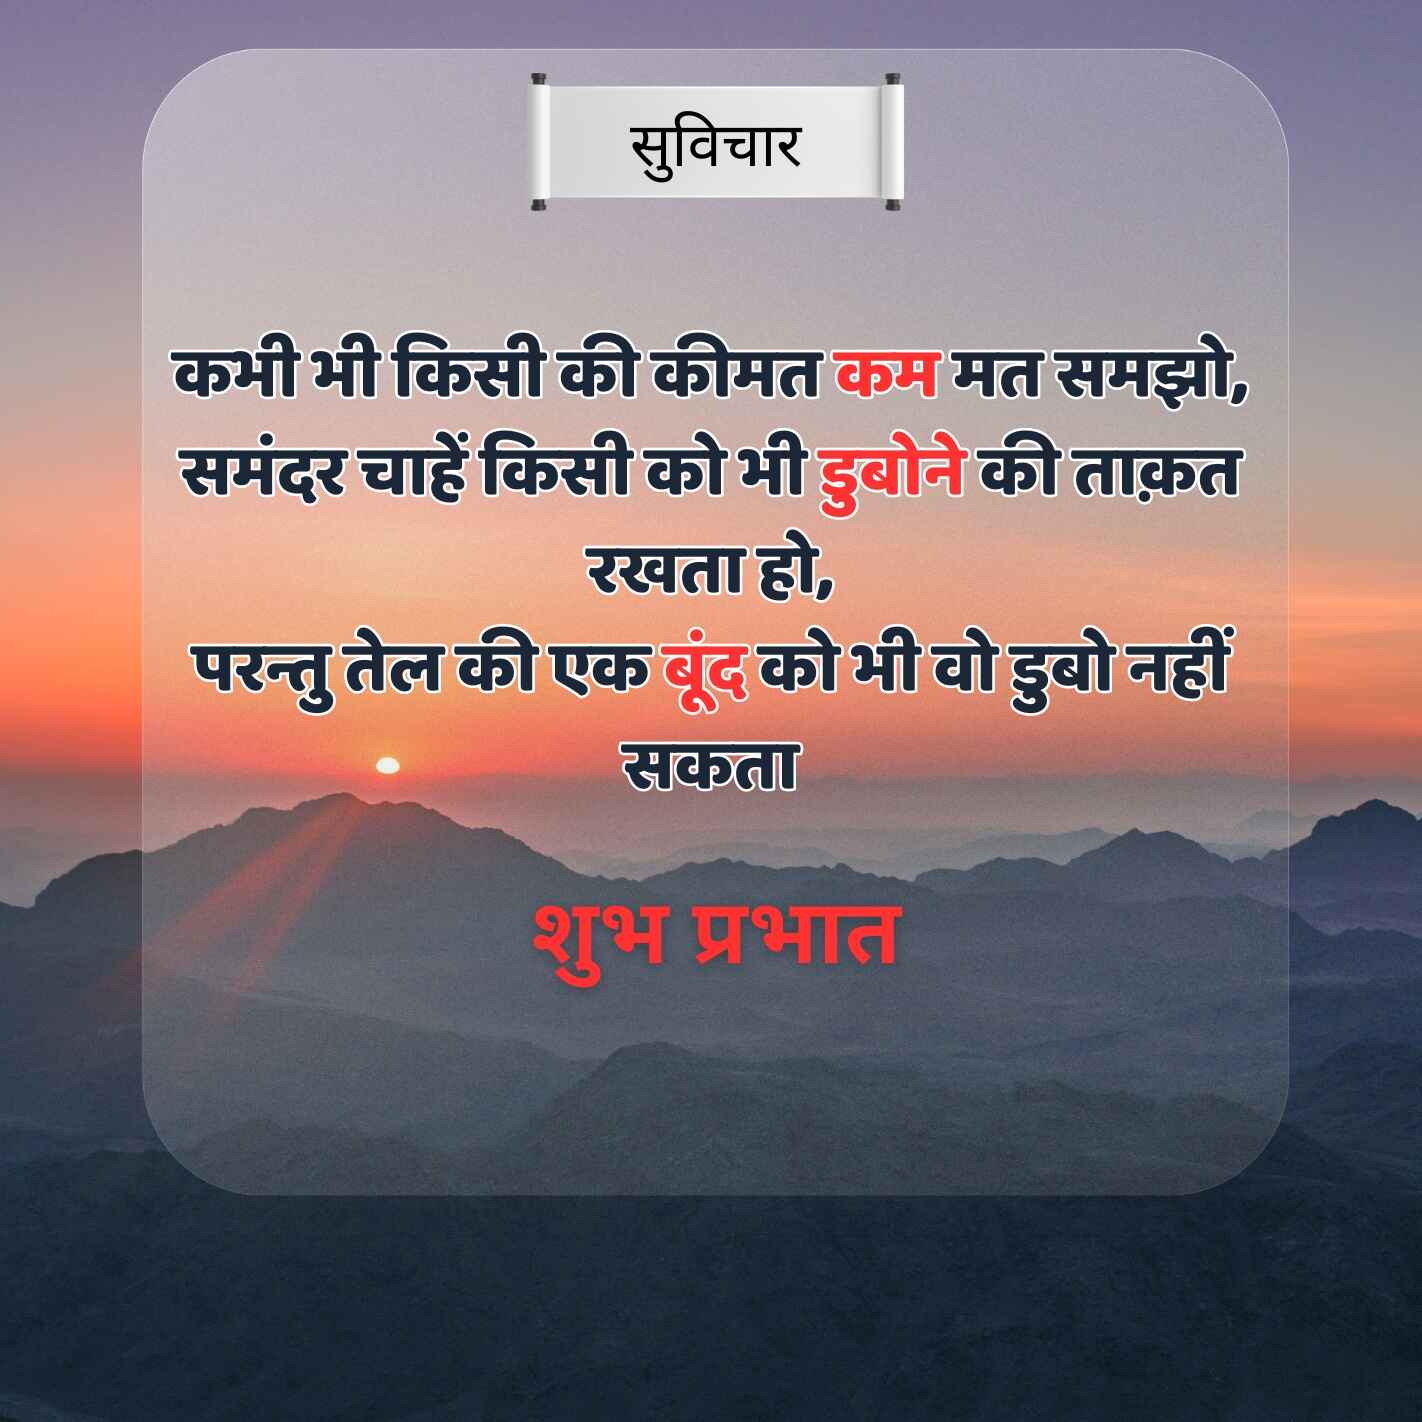 सुविचार
कभी भी किसी की कीमत कम मत समझो,
समंदर चाहें किसी को भी डुबोने की ताक़त
रखता हो,
परन्तु तेल की एक बूंद को भी वो डुबो नहीं
सकता
शुभ प्रभात